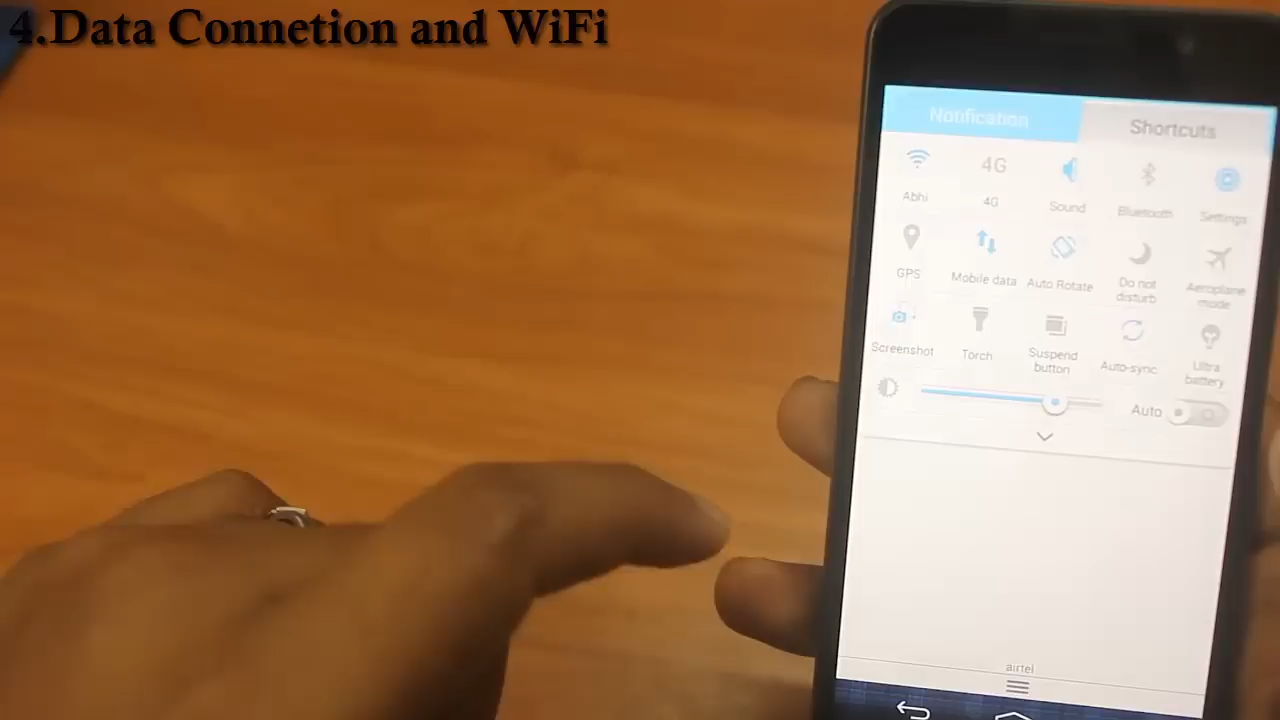 4.Data Connetion and WiFi
Notification Shortcuts
4G
Abhi 4G Sound Bluetooth Settings
GPS Mobile data Auto Rotate Do not disturb Aeroplane mode
Screenshot Torch Suspend button Auto-sync Ultra battery
Auto
airtel